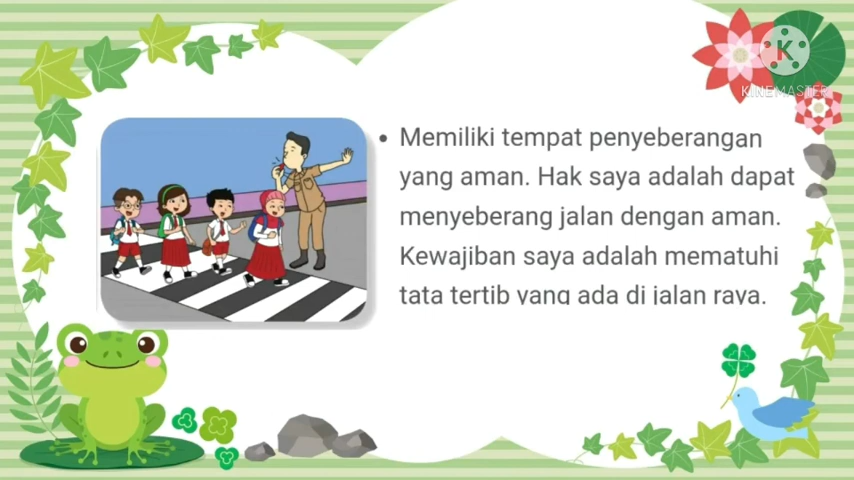 K
KINEMASTER
• Memiliki tempat penyeberangan
yang aman. Hak saya adalah dapat
menyeberang jalan dengan aman.
Kewajiban saya adalah mematuhi
tata tertib yang ada di jalan raya.